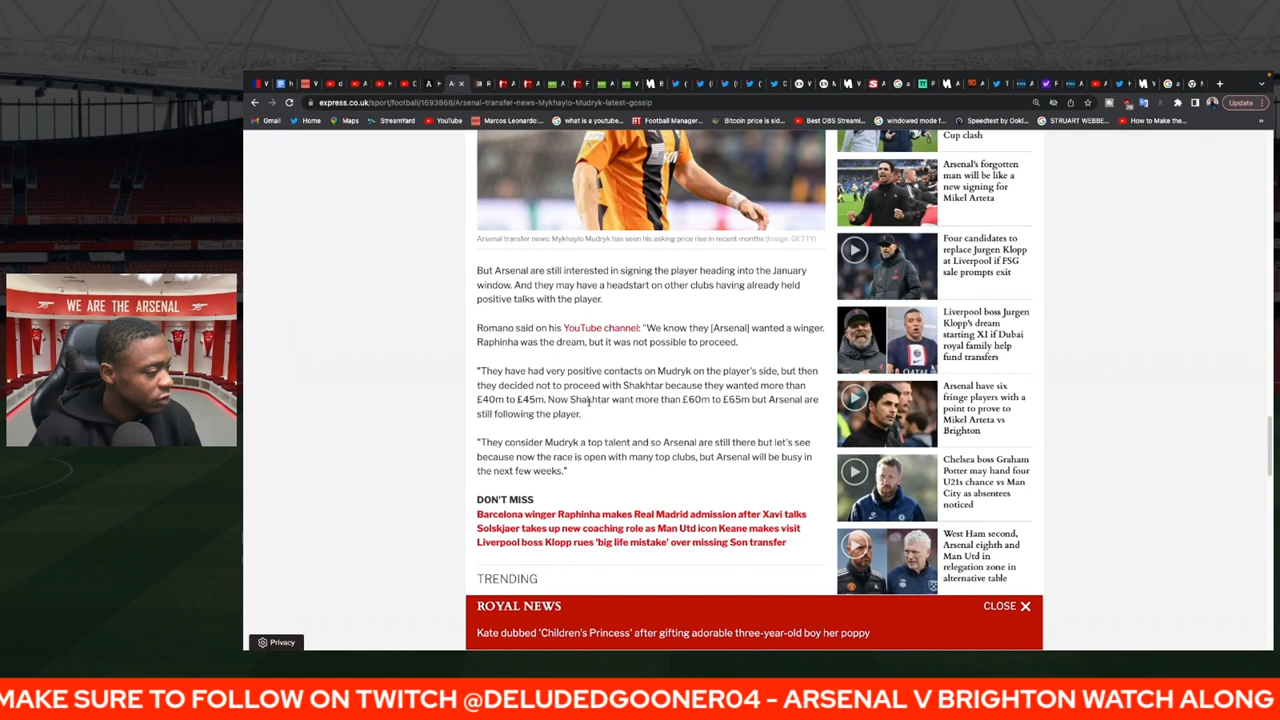 express.co.uk/sport/football/1693868/Arsenal-transfer-news-Mykhaylo-Mudryk-latest-gossip
Update
Gmail
Home
Maps
StreamYard
YouTube
Marcos Leonardo:...
what is a youtube...
Football Manager...
Bitcoin price is sid...
Best OBS Streami...
windowed mode f...
Speedtest by Ookl...
STUART WEBBE...
How to Make the...
»
Arsenal transfer news: Mykhaylo Mudryk has seen his asking price rise in recent months (Image: GETTY)
But Arsenal are still interested in signing the player heading into the January
window. And they may have a headstart on other clubs having already held
positive talks with the player.
Romano said on his YouTube channel: "We know they [Arsenal] wanted a winger.
Raphinha was the dream, but it was not possible to proceed.
"They have had very positive contacts on Mudryk on the player's side, but then
they decided not to proceed with Shakhtar because they wanted more than
£40m to £45m. Now Shakhtar want more than £60m to £65m but Arsenal are
still following the player.
"They consider Mudryk a top talent and so Arsenal are still there but let's see
because now the race is open with many top clubs, but Arsenal will be busy in
the next few weeks."
DON'T MISS
Barcelona winger Raphinha makes Real Madrid admission after Xavi talks
Solskjaer takes up new coaching role as Man Utd icon Keane makes visit
Liverpool boss Klopp rues 'big life mistake' over missing Son transfer
TRENDING
Cup clash
Arsenal's forgotten
man will be like a
new signing for
Mikel Arteta
Four candidates to
replace Jurgen Klopp
at Liverpool if FSG
sale prompts exit
Liverpool boss Jurgen
Klopp's dream
starting XI if Dubai
royal family help
fund transfers
Arsenal have six
fringe players with a
point to prove to
Mikel Arteta vs
Brighton
Chelsea boss Graham
Potter may hand four
U21s chance vs Man
City as absentees
noticed
West Ham second,
Arsenal eighth and
Man Utd in
relegation zone in
alternative table
ROYAL NEWS
CLOSE X
Kate dubbed 'Children's Princess' after gifting adorable three-year-old boy her poppy
Privacy
WE ARE THE ARSENAL
MAKE SURE TO FOLLOW ON TWITCH @DELUDEDGOONER04 - ARSENAL V BRIGHTON WATCH ALONG